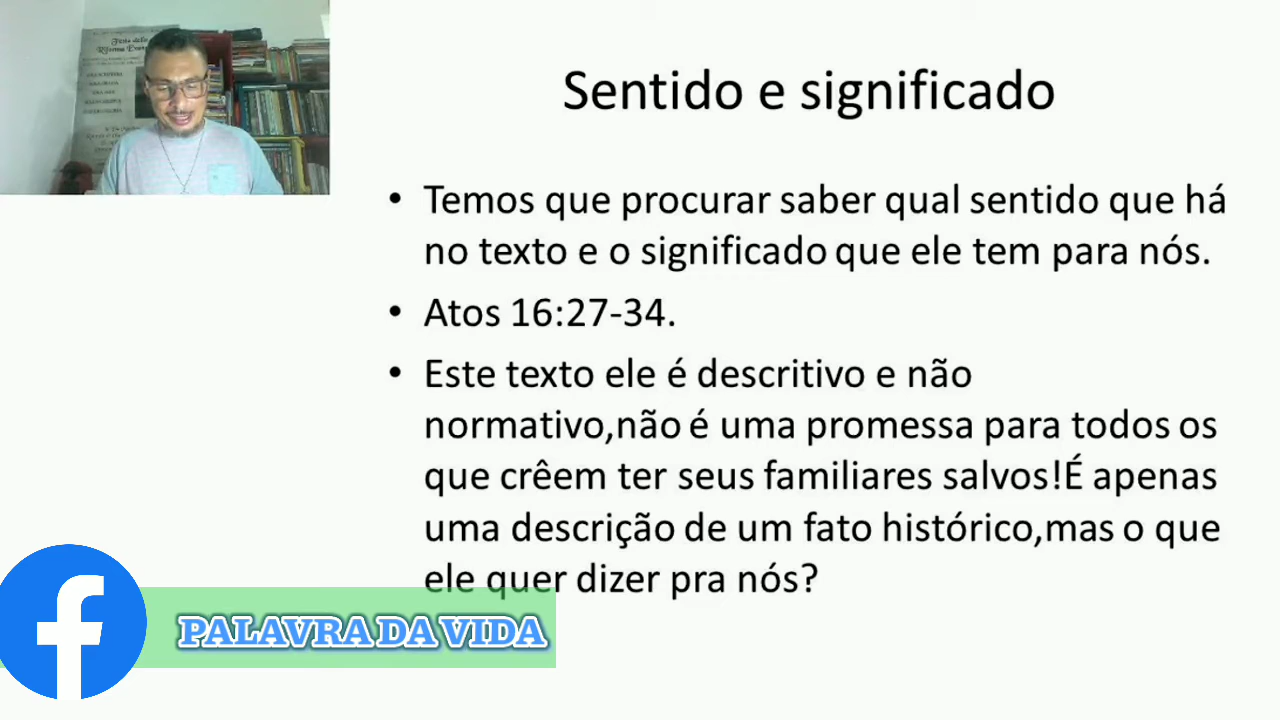 Festa della
Riforma
Sentido e significado
• Temos que procurar saber qual sentido que há
no texto e o significado que ele tem para nós.
• Atos 16:27-34.
• Este texto ele é descritivo e não
normativo,não é uma promessa para todos os
que crêem ter seus familiares salvos!É apenas
uma descrição de um fato histórico,mas o que
ele quer dizer pra nós?
PALAVRA DA VIDA